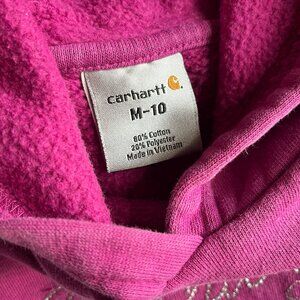 carhartt
M-10
80% Cotton
20% Polyester
Made in Vietnam